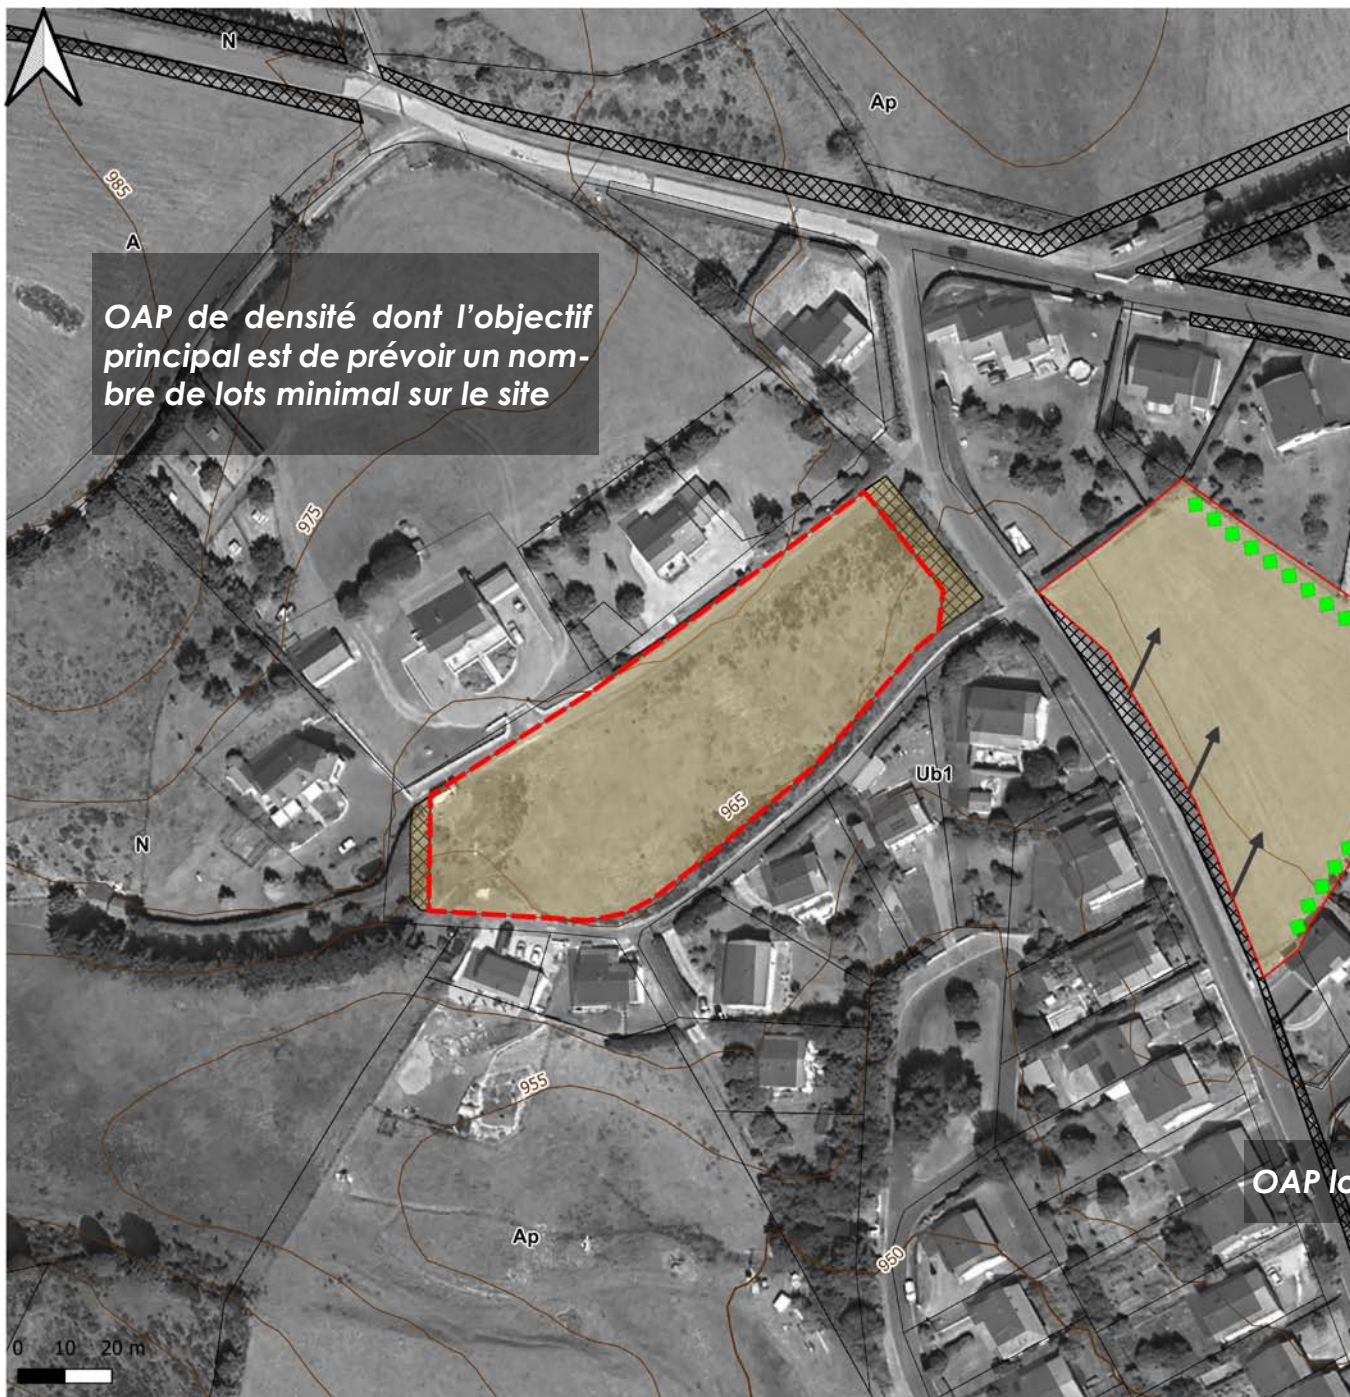 N
Ap
985
A
OAP de densité dont l'objectif
principal est de prévoir un nom-
bre de lots minimal sur le site
975
Ub1
965
N
955
OAP lo
Ap
950
0 10 20 m